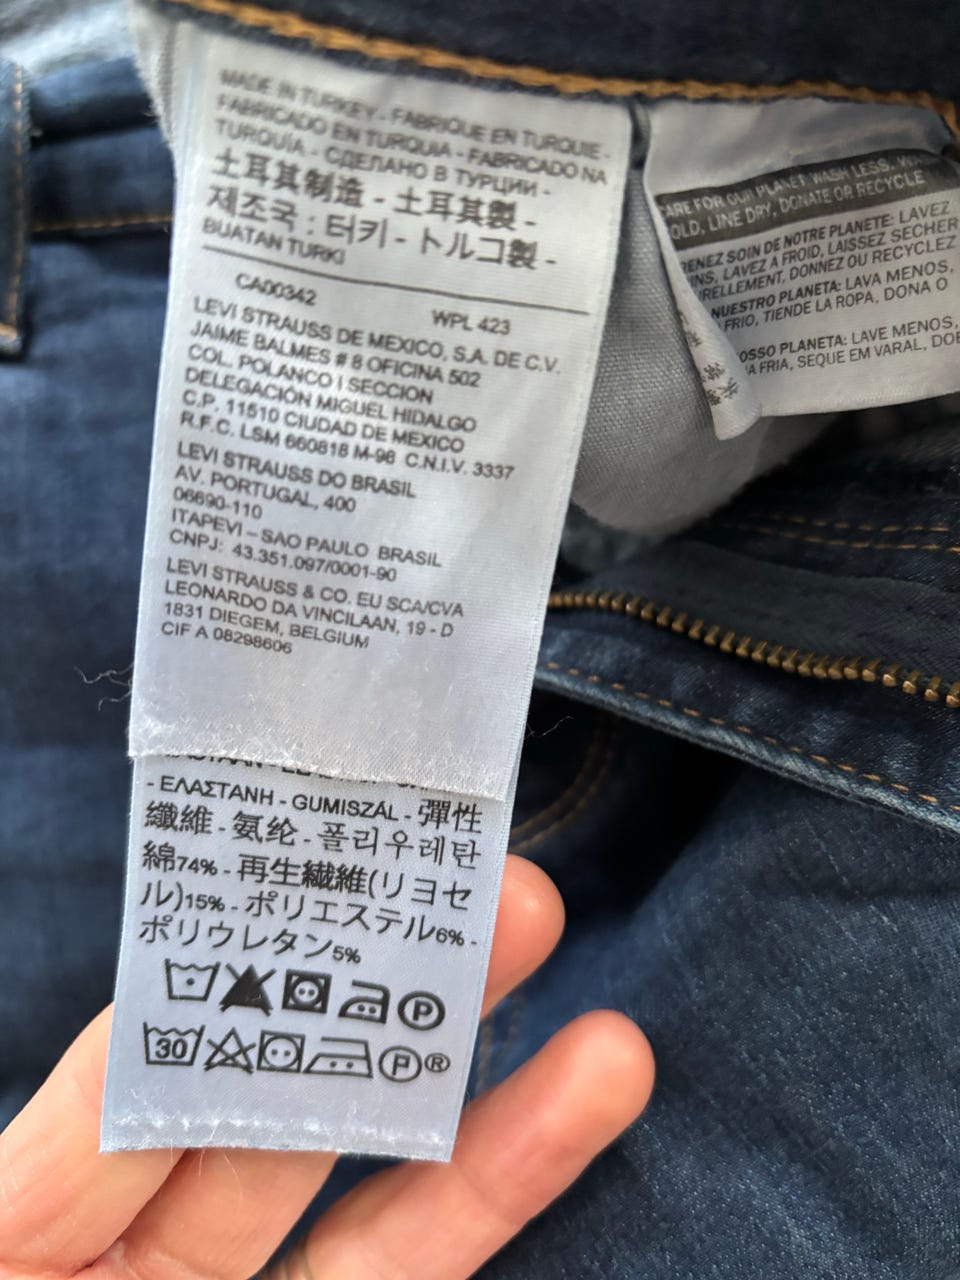 MADE IN TURKEY - FABRIQUE EN TURQUIE -
FABRICADO EN TURQUIA - FABRICADO NA
TURQUÍA - СДЕЛАНО В ТУРЦИИ -
土耳其制造 - 土耳其製 -
제조국 : 터키 - トルコ製 -
BUATAN TURKI
CA00342
WPL 423
LEVI STRAUSS DE MEXICO, S.A. DE C.V.
JAIME BALMES # 8 OFICINA 502
COL. POLANCO I SECCION
DELEGACIÓN MIGUEL HIDALGO
C.P. 11510 CIUDAD DE MEXICO
R.F.C. LSM 660818 M-98 C.N.I.V. 3337
LEVI STRAUSS DO BRASIL
AV. PORTUGAL, 400
06690-110
ITAPEVI – SAO PAULO BRASIL
CNPJ: 43.351.097/0001-90
LEVI STRAUSS & CO. EU SCA/CVA
LEONARDO DA VINCILAAN, 19 - D
1831 DIEGEM, BELGIUM
CIF A 08298606
- ΕΛΑΣΤΑΝΗ - GUMISZÁL - 彈性
纖維 - 氨纶 - 폴리우레탄
綿74% - 再生繊維(リヨセ
ル)15% - ポリエステル6% -
ポリウレタン5%
P
30 P ®
CARE FOR OUR PLANET WASH LESS,
COLD, LINE DRY, DONATE OR RECYCLE
PRENEZ SOIN DE NOTRE PLANETE: LAVEZ
MOINS, LAVEZ A FROID, LAISSEZ SECHER
NATURELLEMENT, DONNEZ OU RECYCLEZ
NUESTRO PLANETA: LAVA MENOS,
FRIO, TIENDE LA ROPA, DONA O
NOSSO PLANETA: LAVE MENOS,
FRIA, SEQUE EM VARAL,